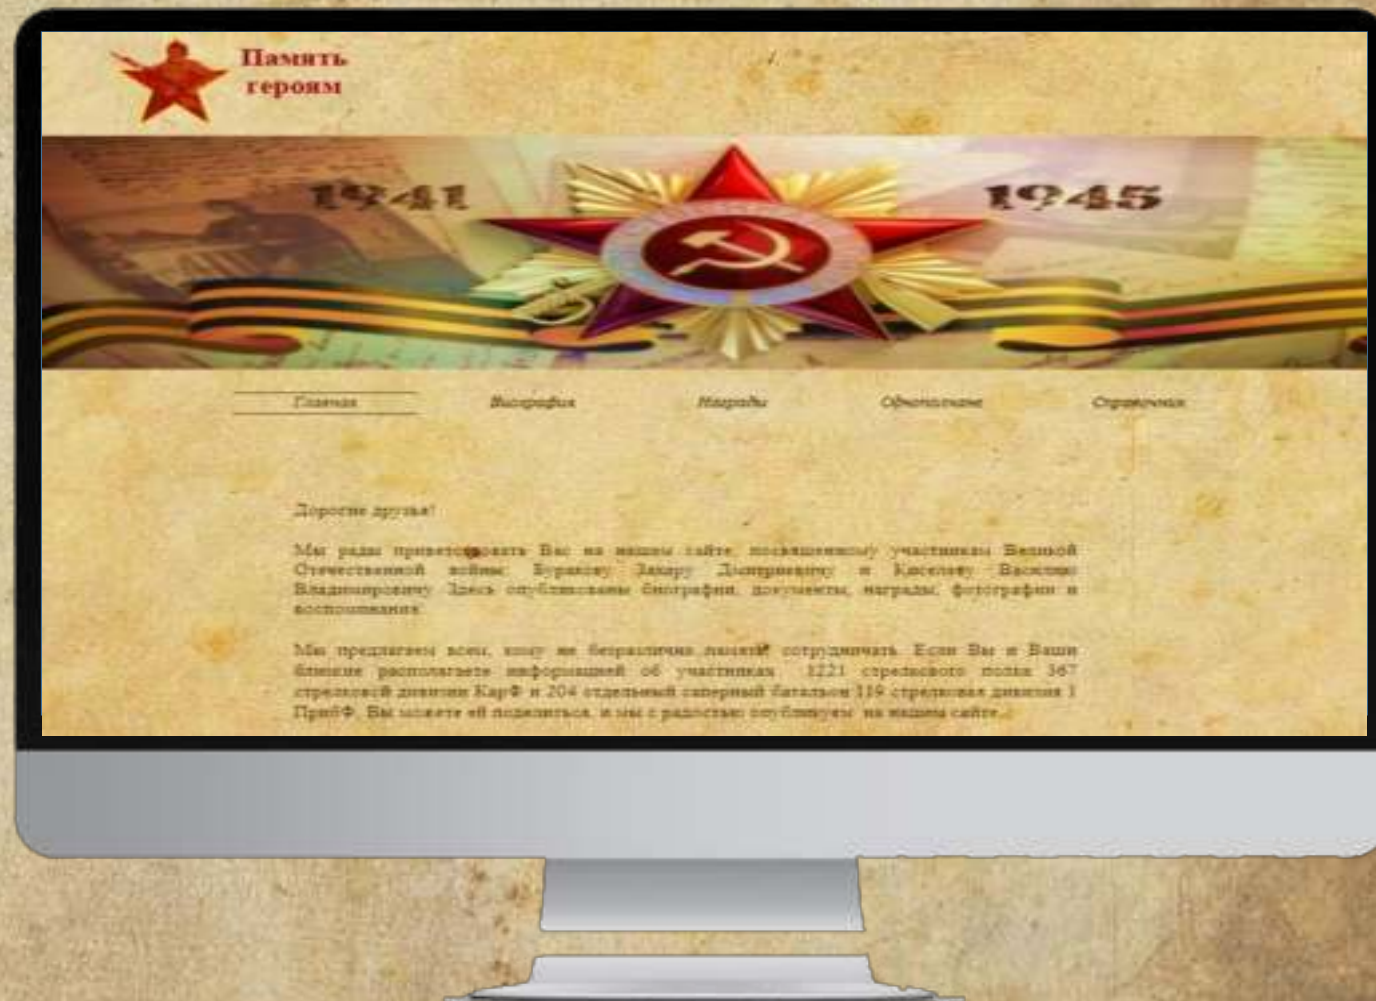 Память
героям
1941
1945
Главная Биография Награды Однополчане Справочник
Дорогие друзья!
Мы рады приветствовать Вас на нашем сайте, посвященному участникам Великой
Отечественной войны: Буракову Захару Дмитриевичу и Киселеву Василию
Владимировичу. Здесь опубликованы биографии, документы, награды, фотографии и
воспоминания.
Мы предлагаем всем, кому не безразлична память сотрудничать. Если Вы и Ваши
близкие располагаете информацией об участниках 1221 стрелкового полка 367
стрелковой дивизии КарФ и 204 отдельный саперный батальон 119 стрелковая дивизия 1
ПрибФ, Вы можете ей поделиться, и мы с радостью опубликуем на нашем сайте.